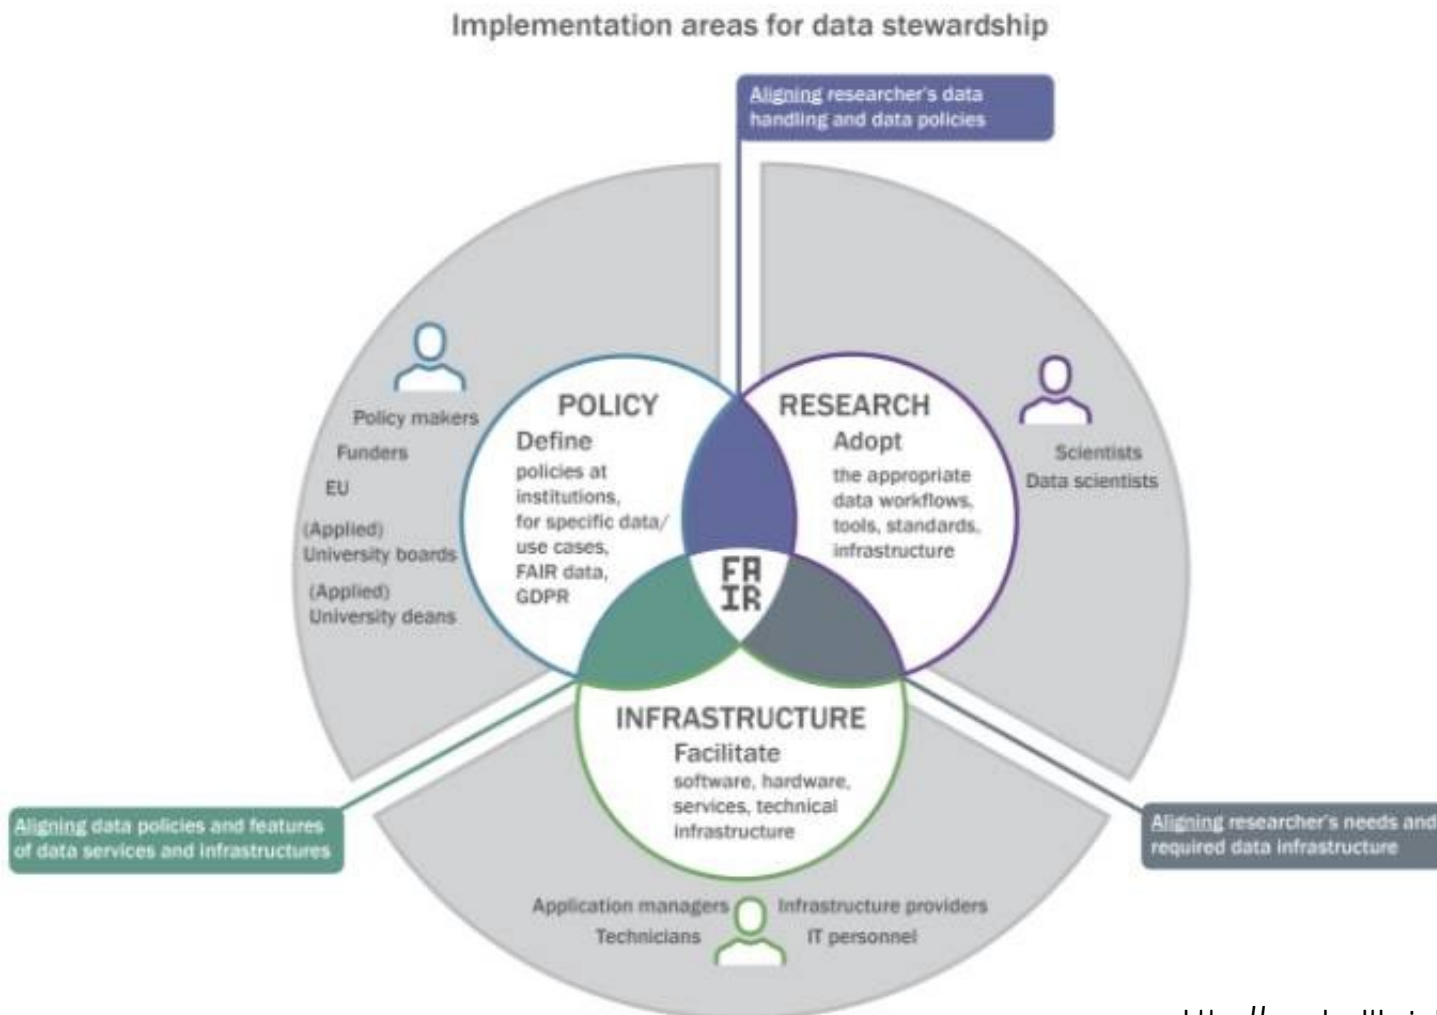 Implementation areas for data stewardship
Aligning researcher's data
handling and data policies
POLICY
Define
policies at
institutions,
for specific data/
use cases,
FAIR data,
GDPR
RESEARCH
Adopt
the appropriate
data workflows,
tools, standards,
infrastructure
Policy makers
Funders
EU
(Applied)
University boards
(Applied)
University deans
Scientists
Data scientists
FA
IR
INFRASTRUCTURE
Facilitate
software, hardware,
services, technical
infrastructure
Aligning data policies and features
of data services and infrastructures
Aligning researcher's needs and
required data infrastructure
Application managers
Technicians
Infrastructure providers
IT personnel